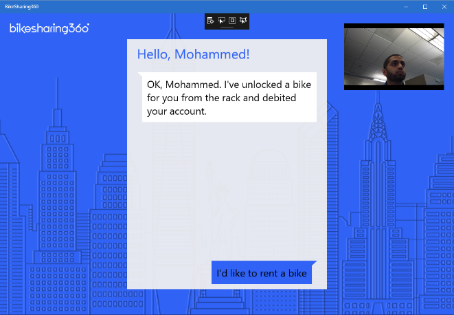 BikeSharing360
bikesharing360°
Hello, Mohammed!
OK, Mohammed. I've unlocked a bike
for you from the rack and debited
your account.
I'd like to rent a bike